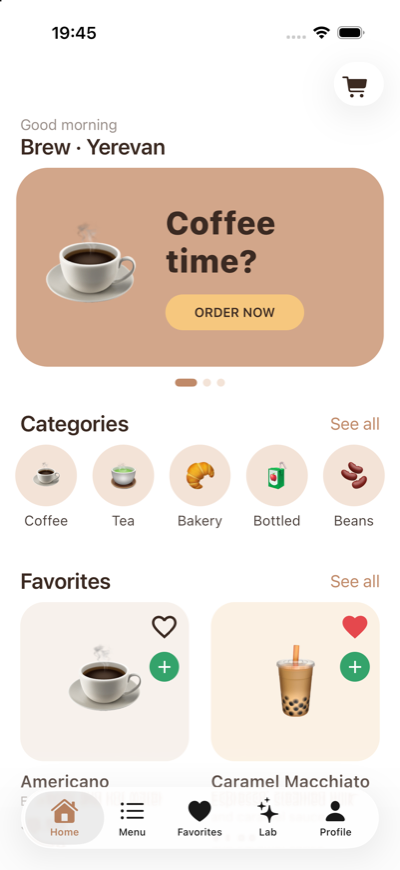 19:45
Good morning
Brew · Yerevan
Coffee
time?
ORDER NOW
Categories See all
Coffee Tea Bakery Bottled Beans
Favorites See all
Americano Caramel Macchiato
Home Menu Favorites Lab Profile